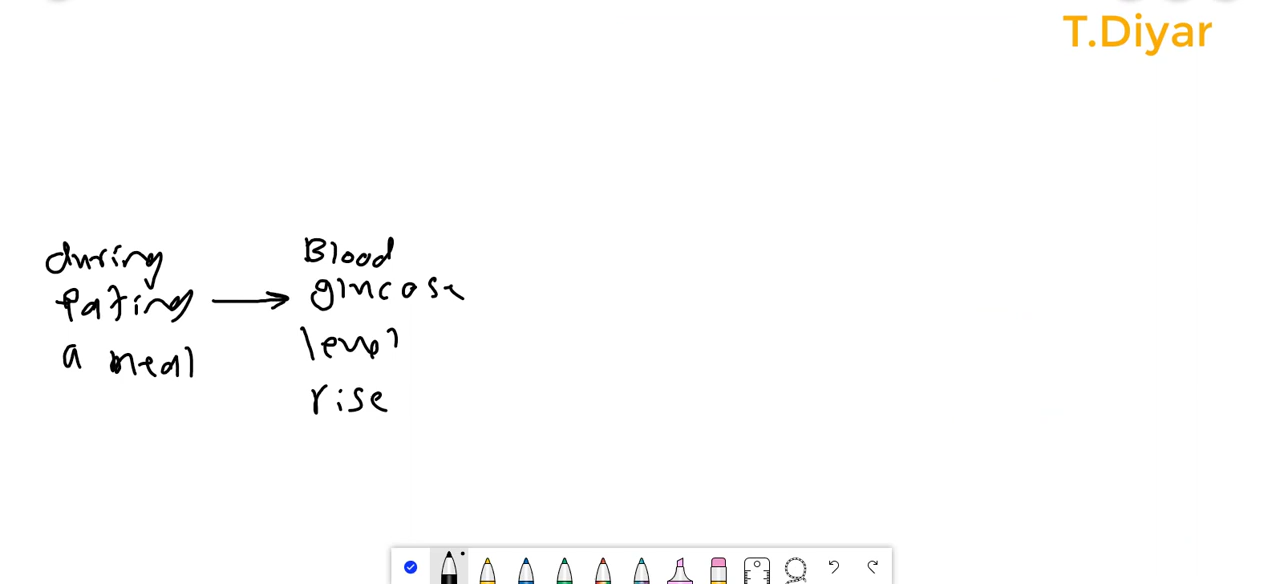 T.Diyar
during
Eating
a meal
Blood
glucose
level
rise